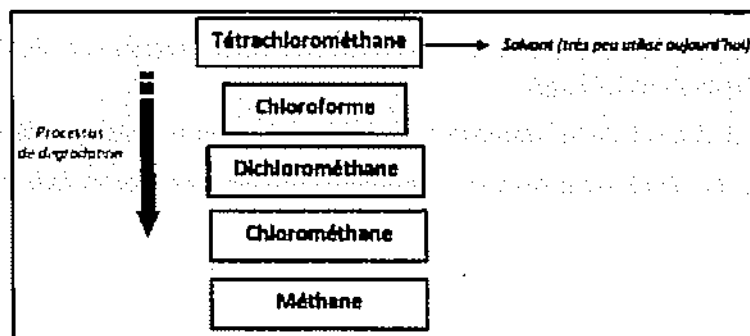 Tétrachlorométhane
Solvant (très peu utilisé aujourd'hui)
Chloroforme
Processus
de dégradation
Dichlorométhane
Chlorométhane
Méthane